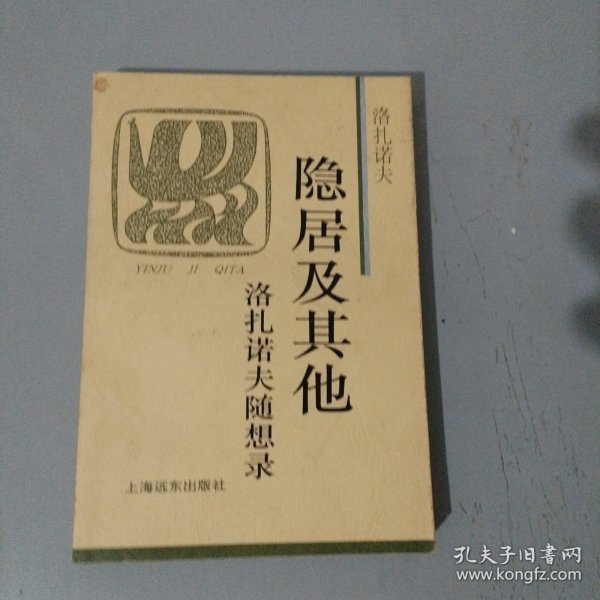 洛扎诺夫
隐居及其他
YINJU JI QITA
洛扎诺夫随想录
上海远东出版社
孔夫子旧书网
www.kongfz.com